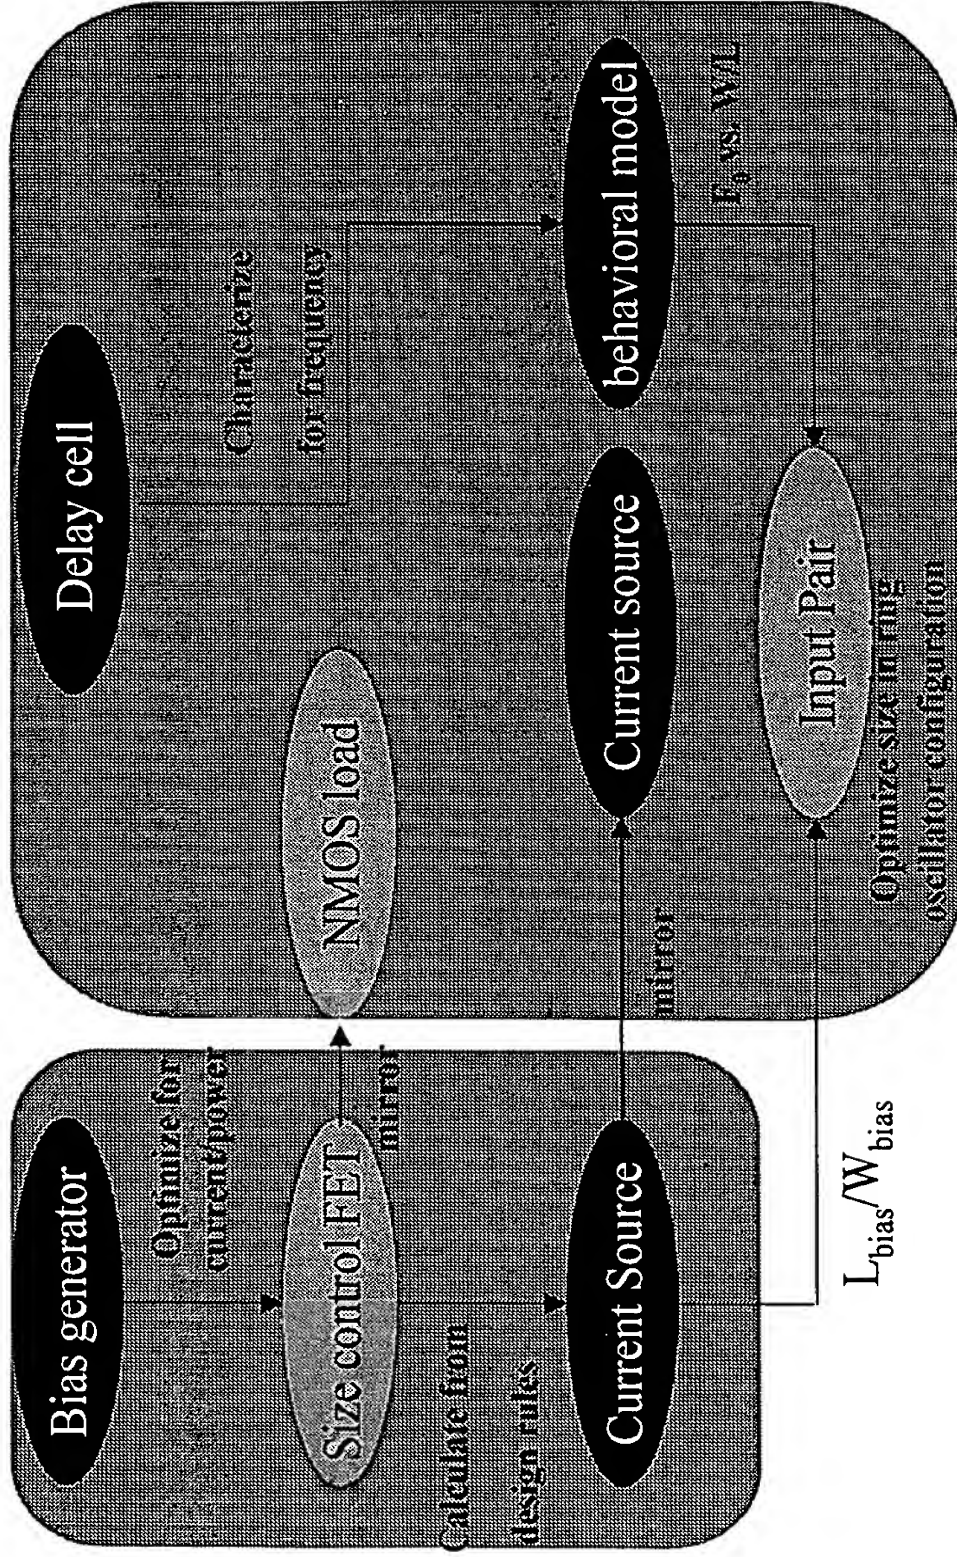 Bias generator
Optimize for
current/power
Size control FET
mirror
Calculate from
design rules
Current Source
L_bias/W_bias
Delay cell
Characterize
for frequency
NMOS load
Current source
mirror
behavioral model
F_0 vs. W/L
Input Pair
Optimize size in ring
oscillator configuration